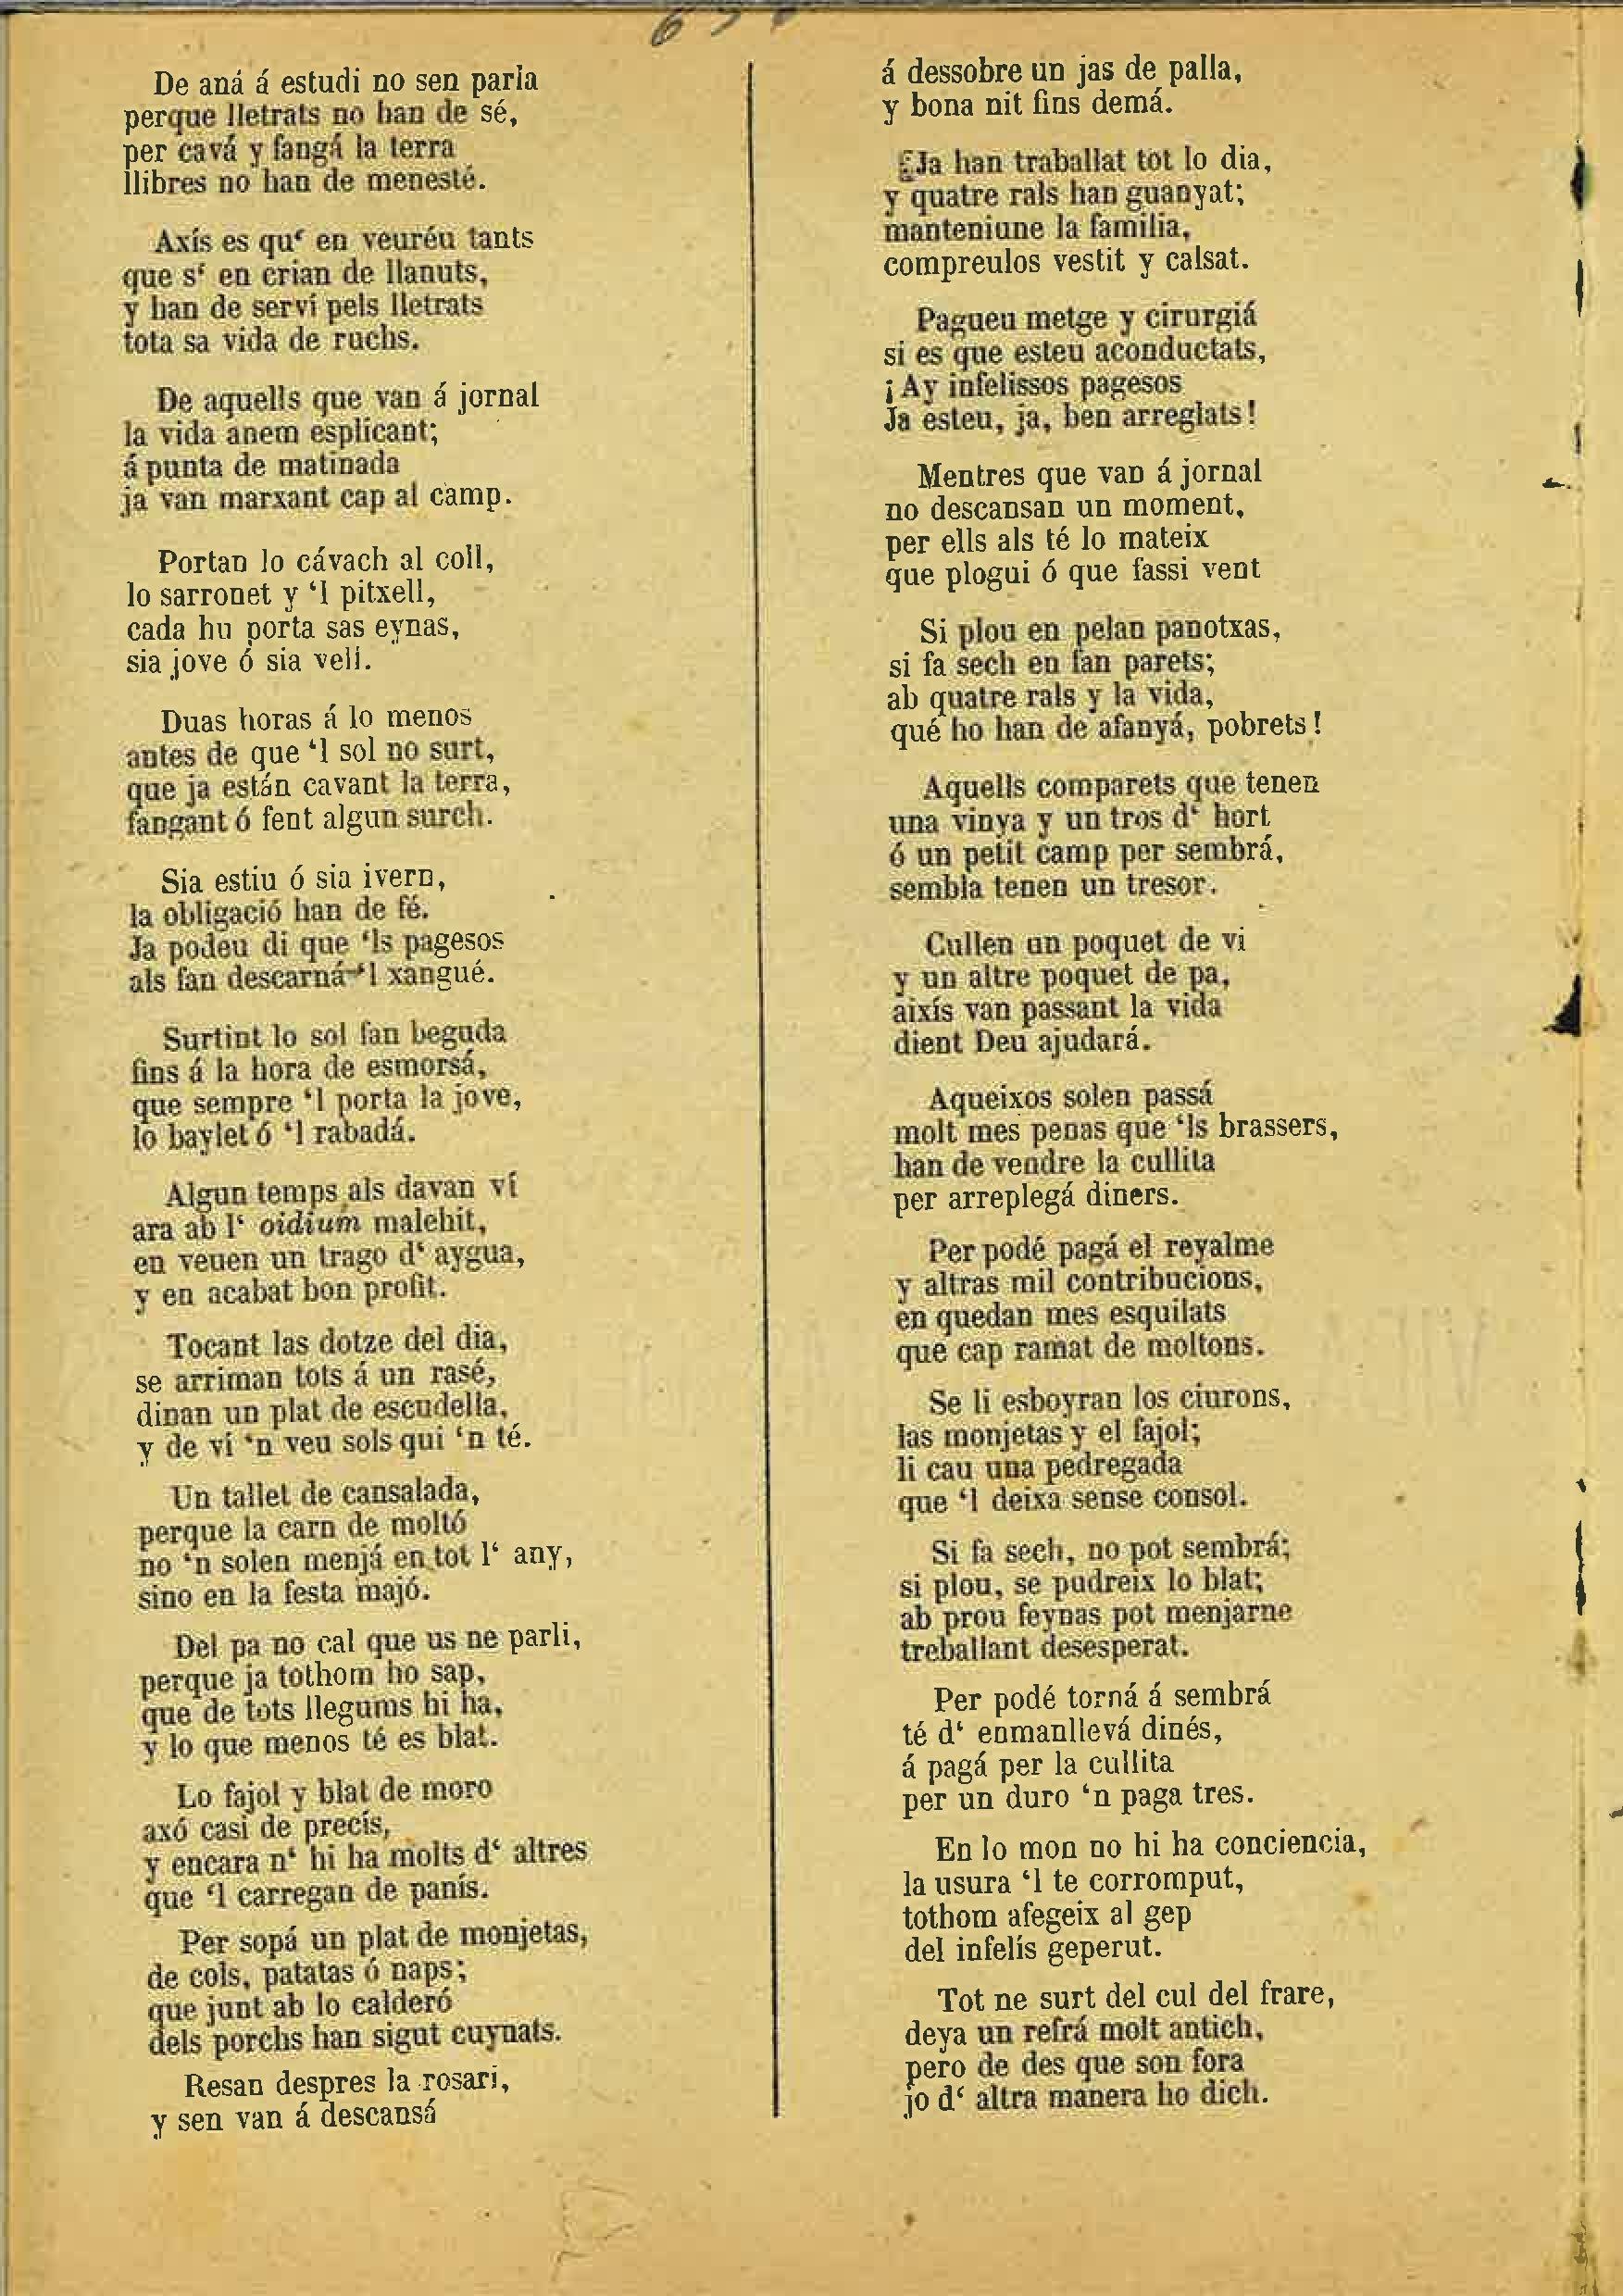 De aná á estudi no sen parla
perque lletrats no han de sé,
per cavá y fangá la terra
llibres no han de menesté.
Axís es qu‘ en veuréu tants
que s‘ en crian de llanuts,
y han de serví pels lletrats
tota sa vida de ruchs.
De aquells que van á jornal
la vida anem esplicant;
á punta de matinada
ja van marxant cap al camp.
Portan lo cávach al coll,
lo sarronet y ‘l pitxell,
cada hu porta sas eynas,
sia jove ó sia vell.
Duas horas á lo menos
antes de que ‘l sol no surt,
que ja están cavant la terra,
fangant ó fent algun surch.
Sia estiu ó sia ivern,
la obligació han de fé.
Ja podeu di que ‘ls pagesos
als fan descarná ‘l xangué.
Surtint lo sol fan beguda
fins á la hora de esmorsá,
que sempre ‘l porta la jove,
lo baylet ó ‘l rabadá.
Algun temps als davan ví
ara ab l‘ oidium malehit,
en veuen un trago d‘ aygua,
y en acabat bon profit.
Tocant las dotze del dia,
se arriman tots á un rasé,
dinan un plat de escudella,
y de ví ‘n veu sols qui ‘n té.
Un tallet de cansalada,
perque la carn de moltó
no ‘n solen menjá en tot l‘ any,
sino en la festa majó.
Del pa no cal que us ne parli,
perque ja tothom ho sap,
que de tots llegums hi ha,
y lo que menos té es blat.
Lo fajol y blat de moro
axó casi de precís,
y encara n‘ hi ha molts d‘ altres
que ‘l carregan de panís.
Per sopá un plat de monjetas,
de cols, patatas ó naps;
que junt ab lo calderó
dels porchs han sigut cuynats.
Resan despres la rosari,
y sen van á descansá
á dessobre un jas de palla,
y bona nit fins demá.
Ja han traballat tot lo dia,
y quatre rals han guanyat;
manteniune la familia,
compreulos vestit y calsat.
Pagueu metge y cirurgiá
si es que esteu aconductats,
¡Ay infelissos pagesos
Ja esteu, ja, ben arreglats!
Mentres que van á jornal
no descansan un moment,
per ells als té lo mateix
que plogui ó que fassi vent
Si plou en pelan panotxas,
si fa sech en fan parets;
ab quatre rals y la vida,
qué ho han de afanyá, pobrets!
Aquells comparets que tenen
una vinya y un tros d‘ hort
ó un petit camp per sembrá,
sembla tenen un tresor.
Cullen un poquet de vi
y un altre poquet de pa,
aixís van passant la vida
dient Deu ajudará.
Aqueixos solen passá
molt mes penas que ‘ls brassers,
han de vendre la cullita
per arreplegá diners.
Per podé pagá el reyalme
y altras mil contribucions,
en quedan mes esquilats
que cap ramat de moltons.
Se li esboyran los ciurons,
las monjetas y el fajol;
li cau una pedregada
que ‘l deixa sense consol.
Si fa sech, no pot sembrá;
si plou, se pudreix lo blat;
ab prou feynas pot menjarne
treballant desesperat.
Per podé torná á sembrá
té d‘ enmanllevá dinés,
á pagá per la cullita
per un duro ‘n paga tres.
En lo mon no hi ha conciencia,
la usura ‘l te corromput,
tothom afegeix al gep
del infelís geperut.
Tot ne surt del cul del frare,
deya un refrá molt antich,
pero de des que son fora
jo d‘ altra manera ho dich.